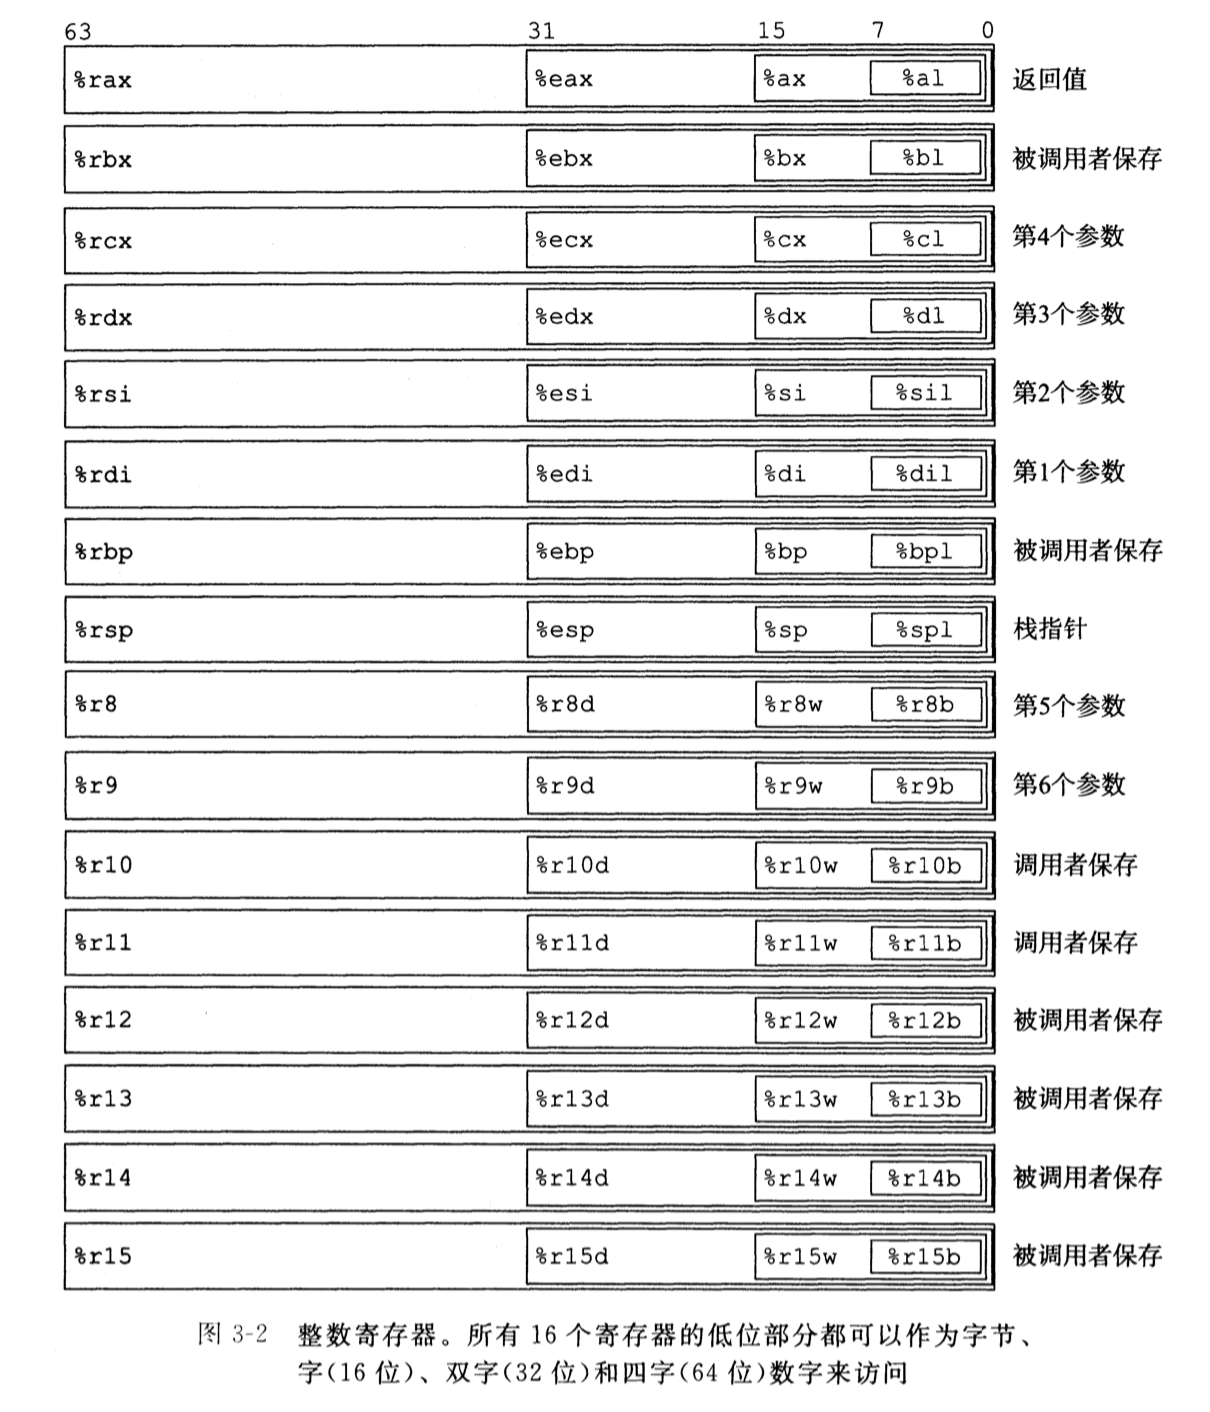 63 31 15 7 0
%rax %eax %ax %al 返回值
%rbx %ebx %bx %bl 被调用者保存
%rcx %ecx %cx %cl 第4个参数
%rdx %edx %dx %dl 第3个参数
%rsi %esi %si %sil 第2个参数
%rdi %edi %di %dil 第1个参数
%rbp %ebp %bp %bpl 被调用者保存
%rsp %esp %sp %spl 栈指针
%r8 %r8d %r8w %r8b 第5个参数
%r9 %r9d %r9w %r9b 第6个参数
%r10 %r10d %r10w %r10b 调用者保存
%r11 %r11d %r11w %r11b 调用者保存
%r12 %r12d %r12w %r12b 被调用者保存
%r13 %r13d %r13w %r13b 被调用者保存
%r14 %r14d %r14w %r14b 被调用者保存
%r15 %r15d %r15w %r15b 被调用者保存
图 3-2 整数寄存器。所有 16 个寄存器的低位部分都可以作为字节、
字(16 位)、双字(32 位)和四字(64 位)数字来访问